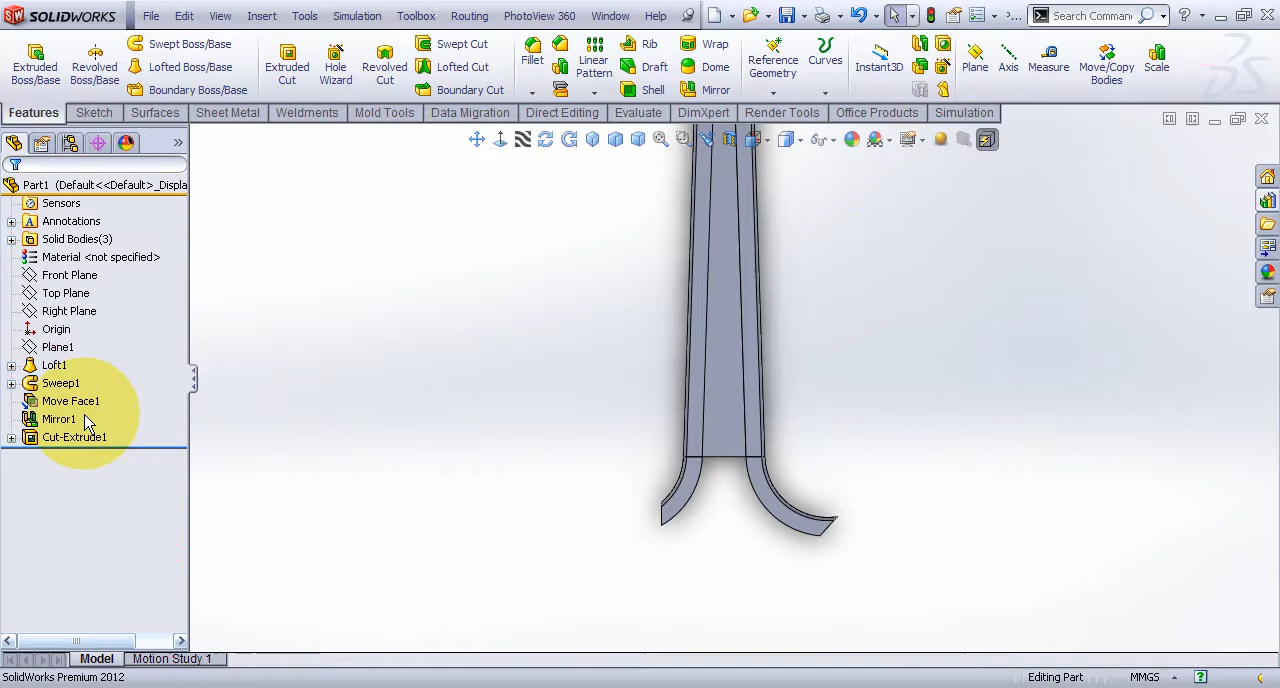 SOLIDWORKS File Edit View Insert Tools Simulation Toolbox Routing PhotoView 360 Window Help ... Search Comman ?
Extruded Boss/Base Revolved Boss/Base Swept Boss/Base Lofted Boss/Base Boundary Boss/Base Extruded Cut Hole Wizard Revolved Cut Swept Cut Lofted Cut Boundary Cut Fillet Linear Pattern Rib Draft Shell Wrap Dome Mirror Reference Geometry Curves Instant3D Plane Axis Measure Move/Copy Bodies Scale
Features Sketch Surfaces Sheet Metal Weldments Mold Tools Data Migration Direct Editing Evaluate DimXpert Render Tools Office Products Simulation
»
Part1 (Default<<Default>_Displa
Sensors
A Annotations
Solid Bodies(3)
Material <not specified>
Front Plane
Top Plane
Right Plane
Origin
Plane1
Loft1
Sweep1
Move Face1
Mirror1
Cut-Extrude1
Model Motion Study 1
SolidWorks Premium 2012 Editing Part MMGS ?